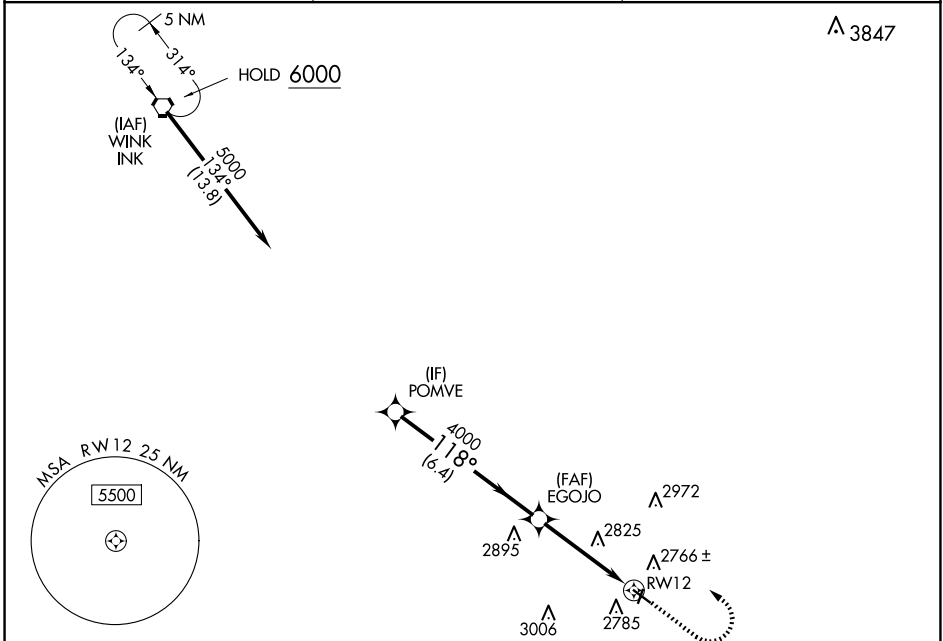 5 NM
134°
314°
HOLD 6000
(IAF)
WINK
INK
5000
134°
(13.8)
3847
(IF)
POMVE
4000
118°
(6.4)
(FAF)
EGOJO
2972
2895
2825
2766 ±
RW12
3006
2785
MSA RW12 25 NM
5500